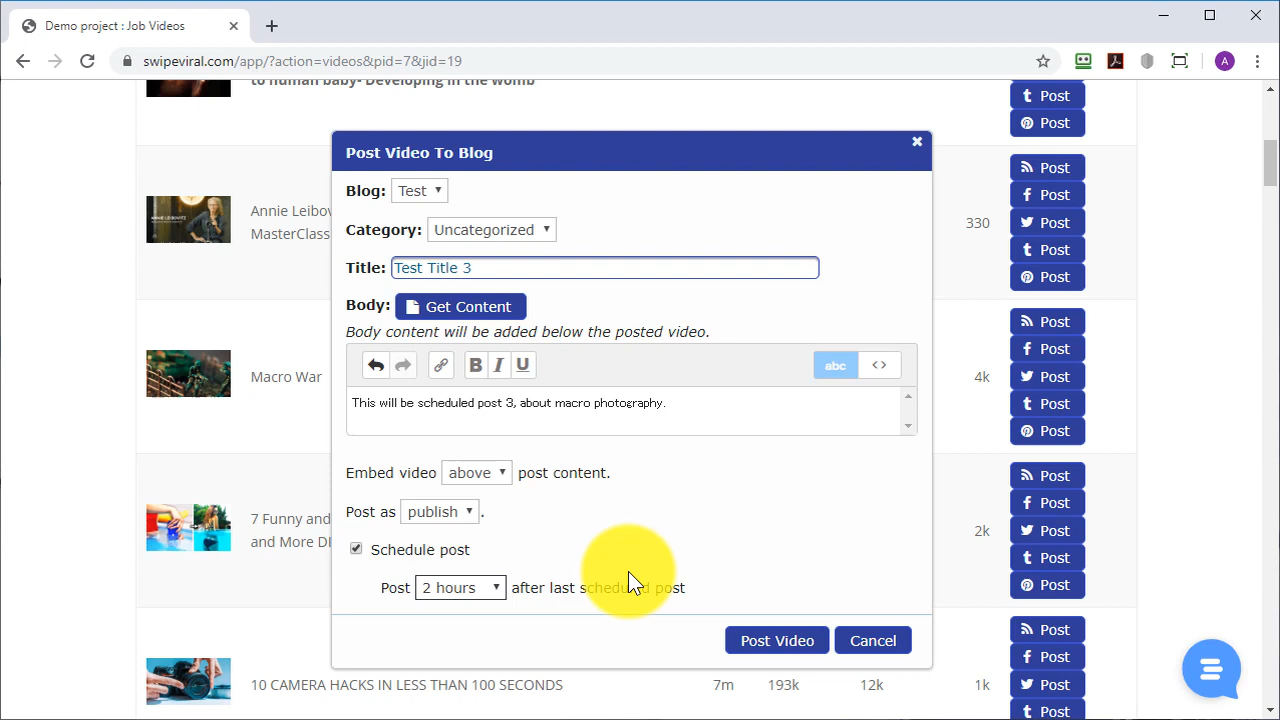 Demo project : Job Videos
swipeviral.com/app/?action=videos&pid=7&jid=19
A
to human baby- Developing in the womb
Post
Post
Post Video To Blog
Blog: Test
Category: Uncategorized
Title: Test Title 3
Body: Get Content
Body content will be added below the posted video.
B I U abc <>
This will be scheduled post 3, about macro photography.
Embed video above post content.
Post as publish .
Schedule post
Post 2 hours after last scheduled post
Post Video Cancel
Annie Leibov
MasterClass
330
Post
Post
Post
Post
Post
Macro War
4k
Post
Post
Post
Post
Post
7 Funny and
and More DI
2k
Post
Post
Post
Post
Post
10 CAMERA HACKS IN LESS THAN 100 SECONDS 7m 193k 12k 1k
Post
Post
Post
Post